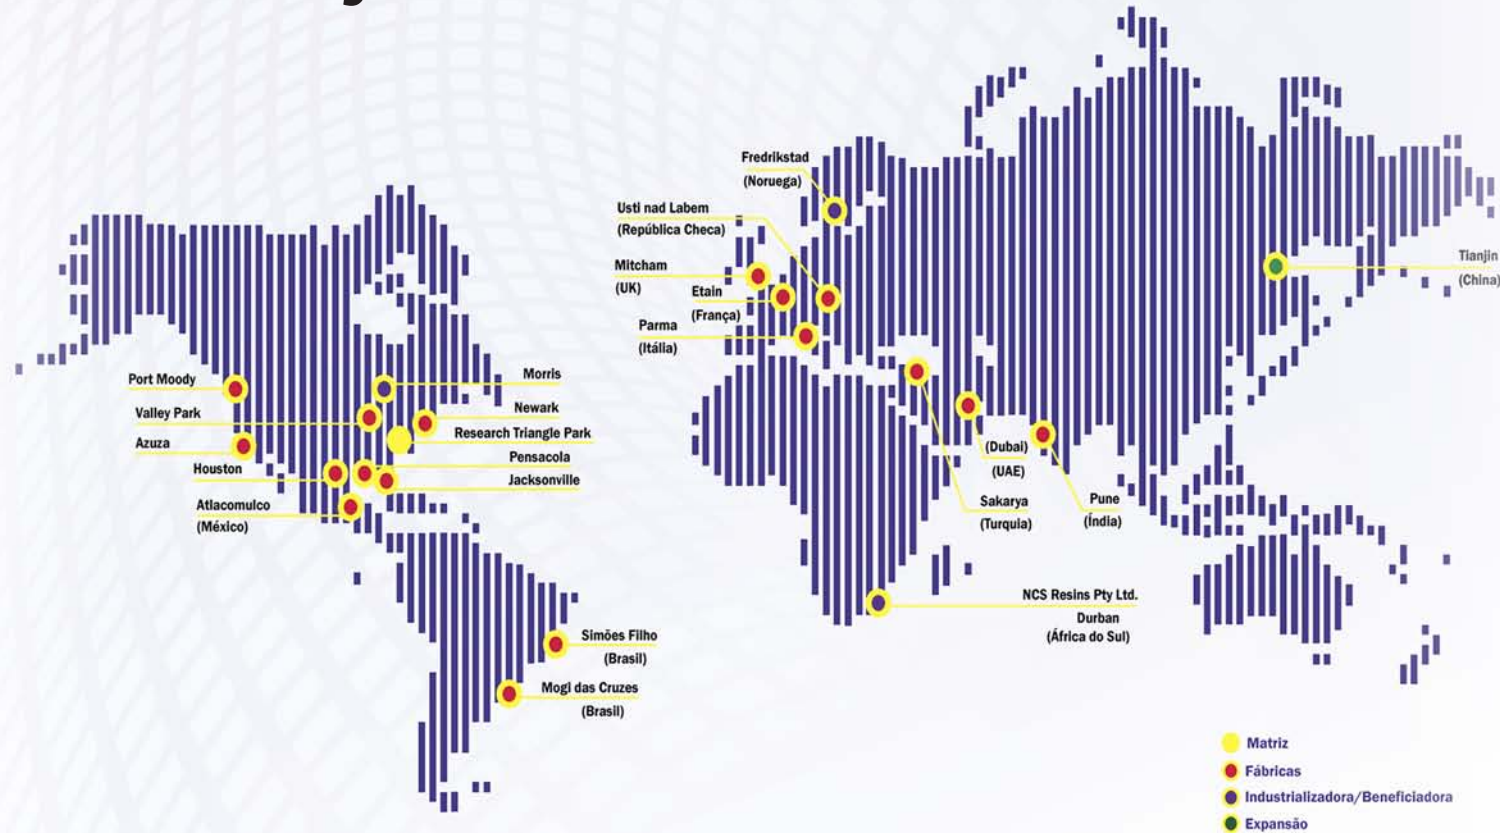 Fredrikstad
(Noruega)
Usti nad Labem
(República Checa)
Mitcham
(UK)
Etain
(França)
Parma
(Itália)
Tianjin
(China)
Port Moody
Valley Park
Azuza
Houston
Atlacomulco
(México)
Morris
Newark
Research Triangle Park
Pensacola
Jacksonville
(Dubai)
(UAE)
Sakarya
(Turquia)
Pune
(Índia)
NCS Resins Pty Ltd.
Durban
(África do Sul)
Simões Filho
(Brasil)
Mogi das Cruzes
(Brasil)
Matriz
Fábricas
Industrializadora/Beneficiadora
Expansão